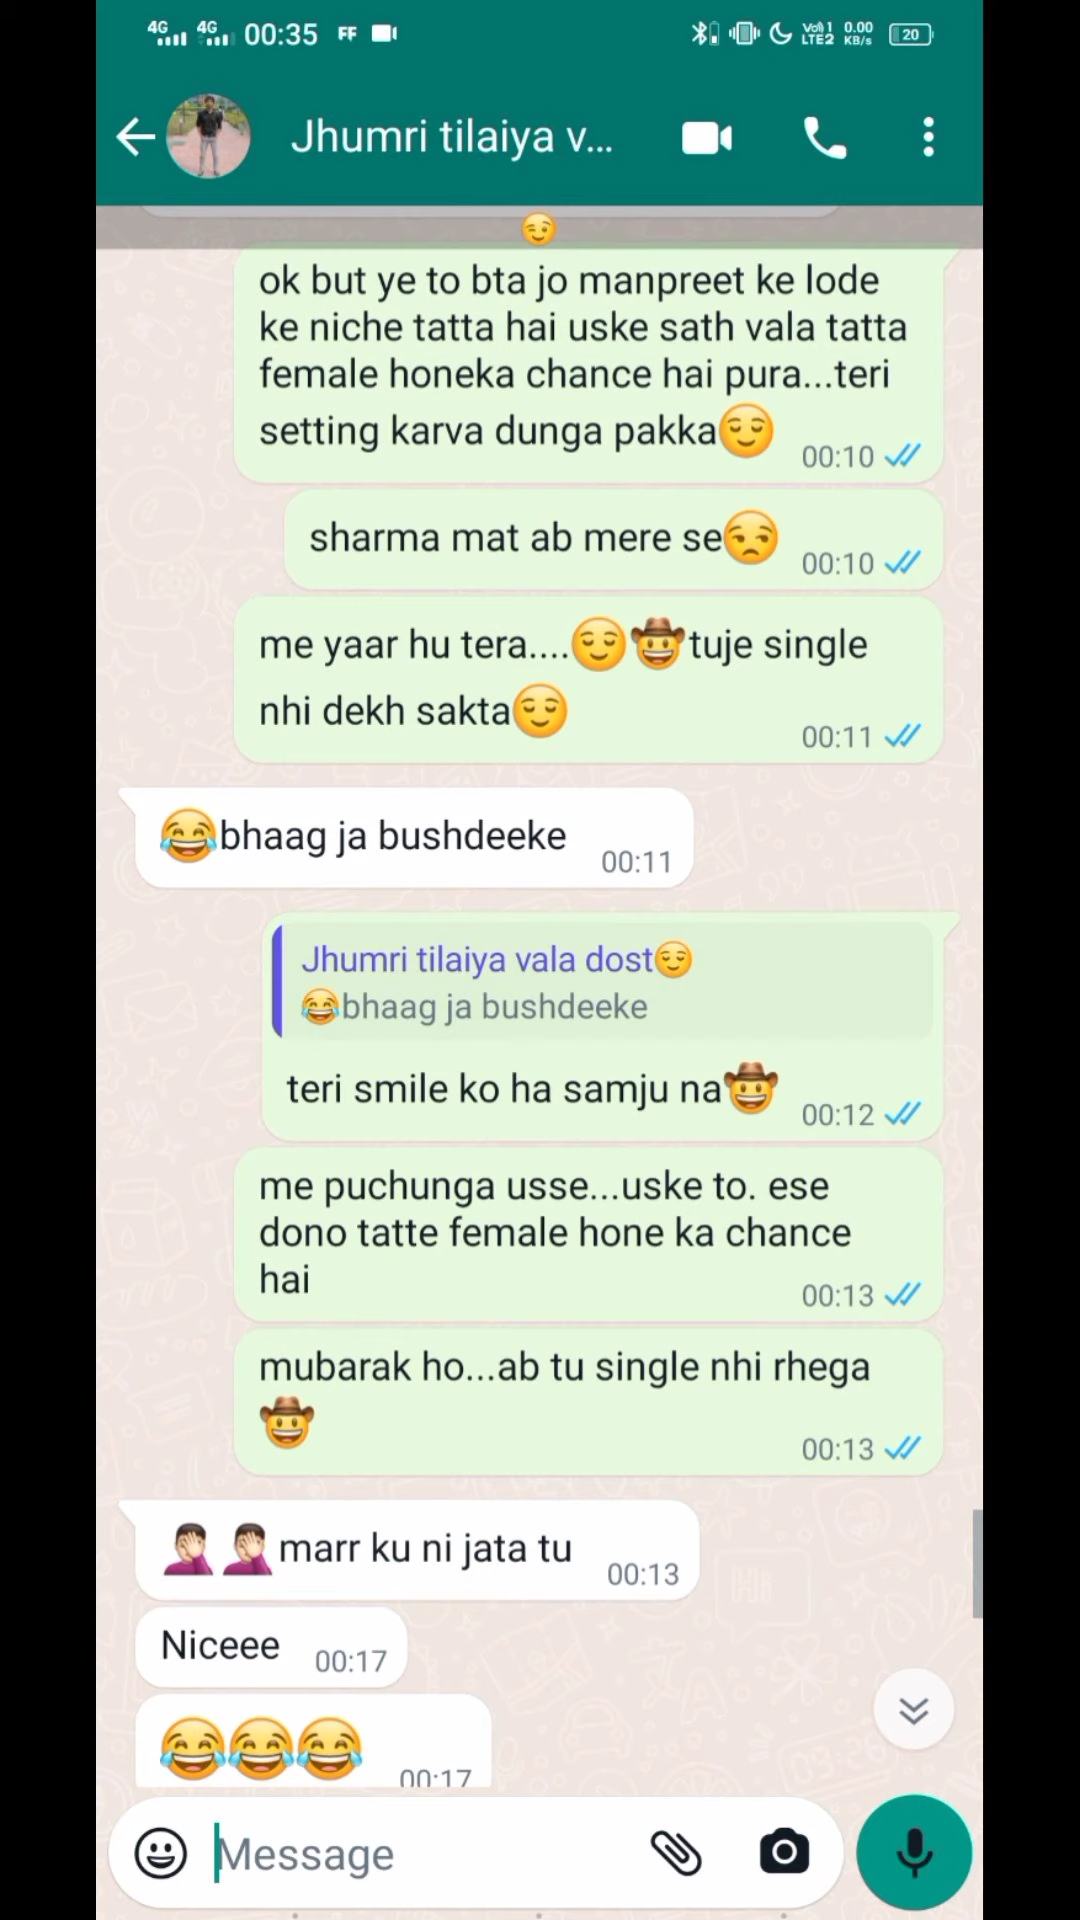 4G 4G 00:35 FF Vo)) 1 LTE2 0.00 KB/s 20
Jhumri tilaiya v...
😉
ok but ye to bta jo manpreet ke lode
ke niche tatta hai uske sath vala tatta
female honeka chance hai pura...teri
setting karva dunga pakka😌 00:10
sharma mat ab mere se😒 00:10
me yaar hu tera....😌🤠tuje single
nhi dekh sakta😌 00:11
😂bhaag ja bushdeeke 00:11
Jhumri tilaiya vala dost😌
😂bhaag ja bushdeeke
teri smile ko ha samju na🤠 00:12
me puchunga usse...uske to. ese
dono tatte female hone ka chance
hai 00:13
mubarak ho...ab tu single nhi rhega
🤠 00:13
🤦🏻‍♂️🤦🏻‍♂️marr ku ni jata tu 00:13
Niceee 00:17
😂😂😂 00:17
Message